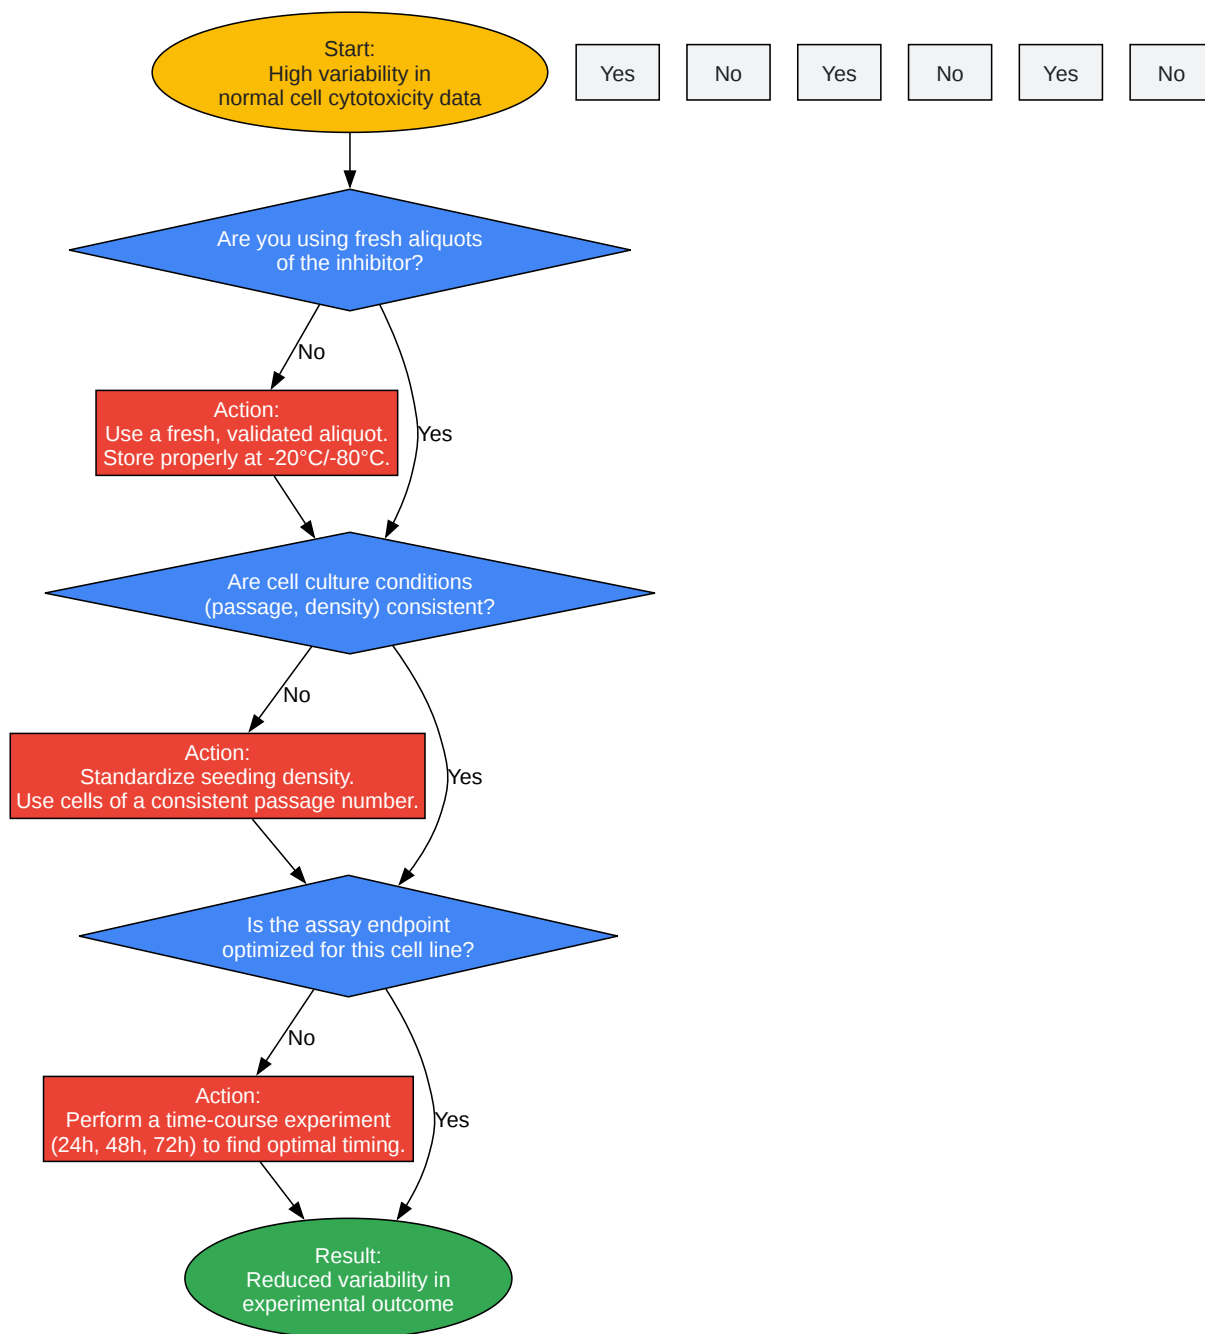 Start:
High variability in
normal cell cytotoxicity data
Yes
No
Yes
No
Yes
No
Are you using fresh aliquots
of the inhibitor?
No
Action:
Use a fresh, validated aliquot.
Store properly at -20°C/-80°C.
Yes
Are cell culture conditions
(passage, density) consistent?
No
Action:
Standardize seeding density.
Use cells of a consistent passage number.
Yes
Is the assay endpoint
optimized for this cell line?
No
Action:
Perform a time-course experiment
(24h, 48h, 72h) to find optimal timing.
Yes
Result:
Reduced variability in
experimental outcome